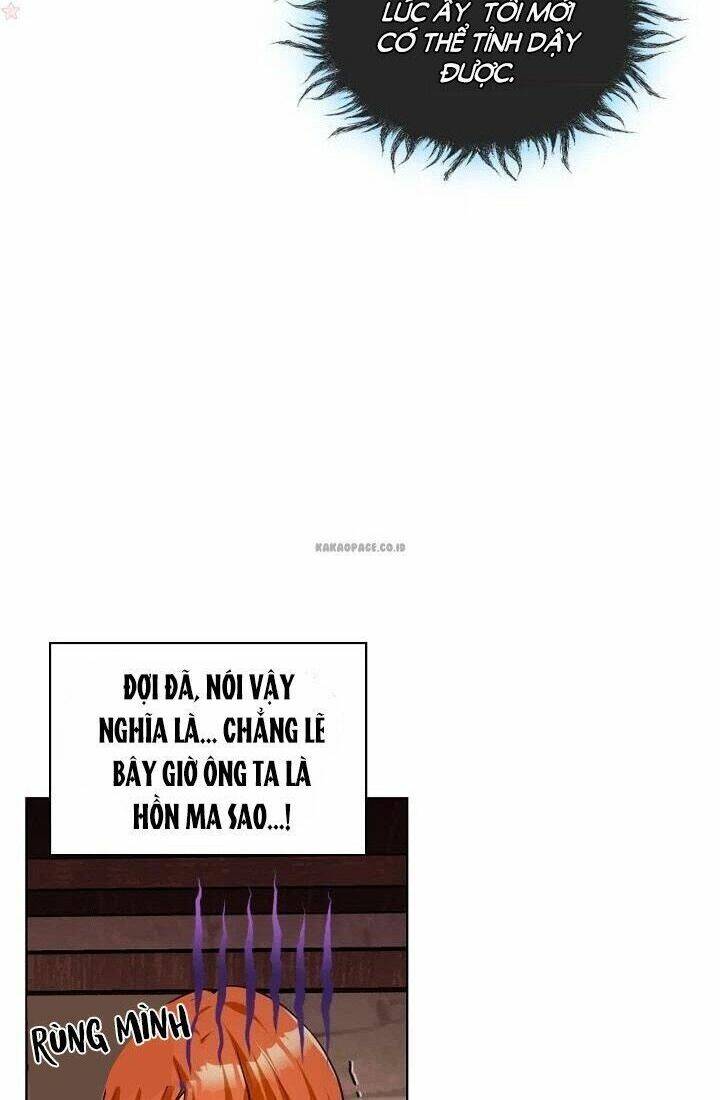 LÚC ẤY TÔI MỚI
CÓ THỂ TỈNH DẬY
ĐƯỢC.
KAKAOPAGE.CO.ID
ĐỢI ĐÃ, NÓI VẬY
NGHĨA LÀ... CHẲNG LẼ
BÂY GIỜ ÔNG TA LÀ
HỒN MA SAO...!
RÙNG MÌNH